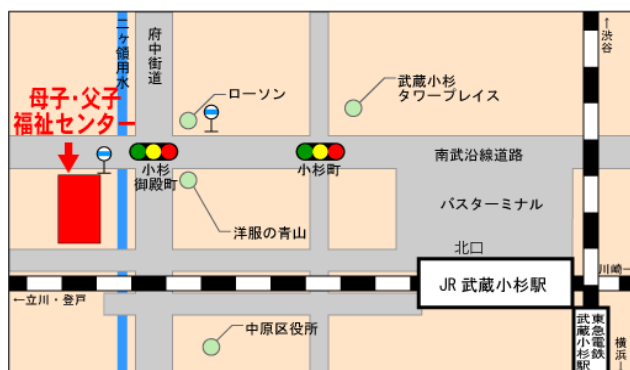 二ヶ領用水
府中街道
↑渋谷
母子・父子
福祉センター
ローソン
武蔵小杉
タワープレイス
小杉
御殿町
小杉町
南武沿線道路
洋服の青山
バスターミナル
北口
JR 武蔵小杉駅
川崎→
←立川・登戸
中原区役所
東急電鉄
武蔵小杉駅
横浜↓